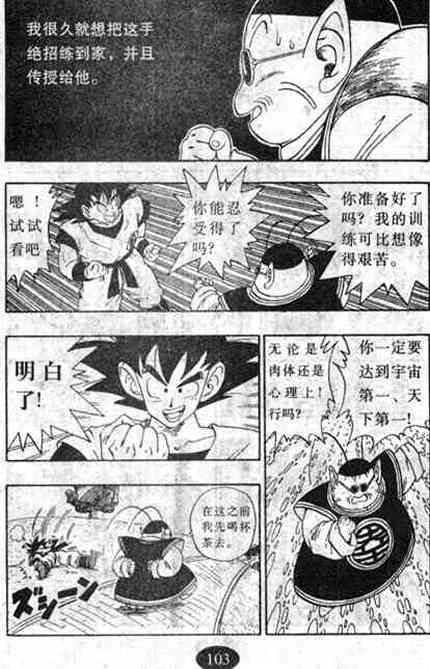 我很久就想把这手
绝招练到家，并且
传授给他。
你准备好了
吗？我的训
练可比想像
得艰苦。
你能忍
受得了
吗？
嗯！
试试
看吧
你一定要
达到宇宙
第一、天
下第一!
无论是
肉体还是
心理上!
行吗?
明白
了!
在这之前
我先喝杯
茶去。
ズシーン
103